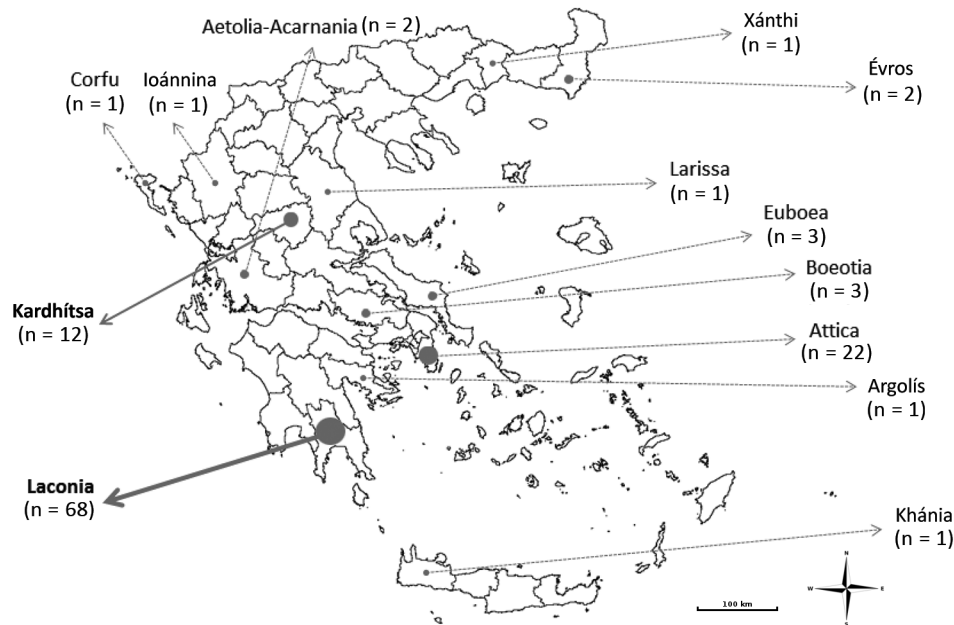 Aetolia-Acarnania (n = 2)
Xánthi
(n = 1)
Corfu
(n = 1)
Ioánnina
(n = 1)
Évros
(n = 2)
Larissa
(n = 1)
Euboea
(n = 3)
Boeotia
(n = 3)
Kardhítsa
(n = 12)
Attica
(n = 22)
Argolís
(n = 1)
Laconia
(n = 68)
Khánia
(n = 1)
N
W
E
S
100 km